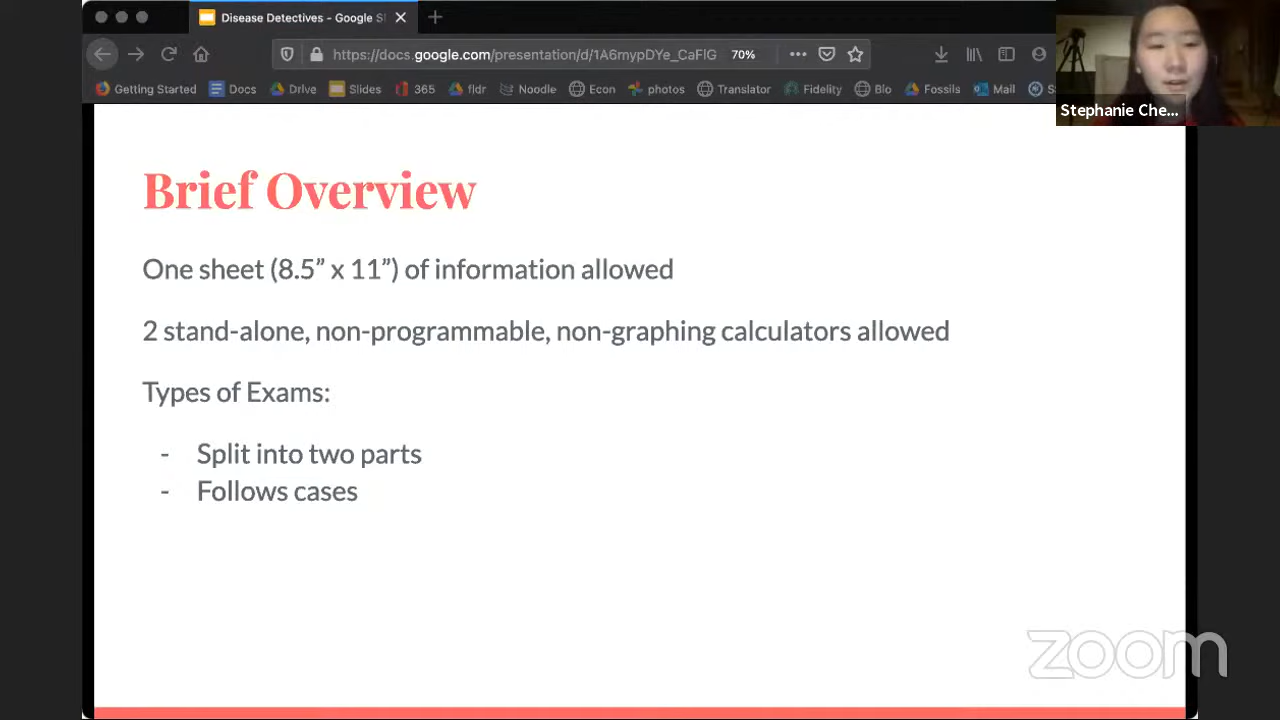 Disease Detectives - Google S
https://docs.google.com/presentation/d/1A6mypDYe_CaFlG 70%
Getting Started Docs Drive Slides 365 fldr Noodle Econ photos Translator Fidelity Bio Fossils Mail
Stephanie Che...
Brief Overview
One sheet (8.5” x 11”) of information allowed
2 stand-alone, non-programmable, non-graphing calculators allowed
Types of Exams:
- Split into two parts
- Follows cases
zoom